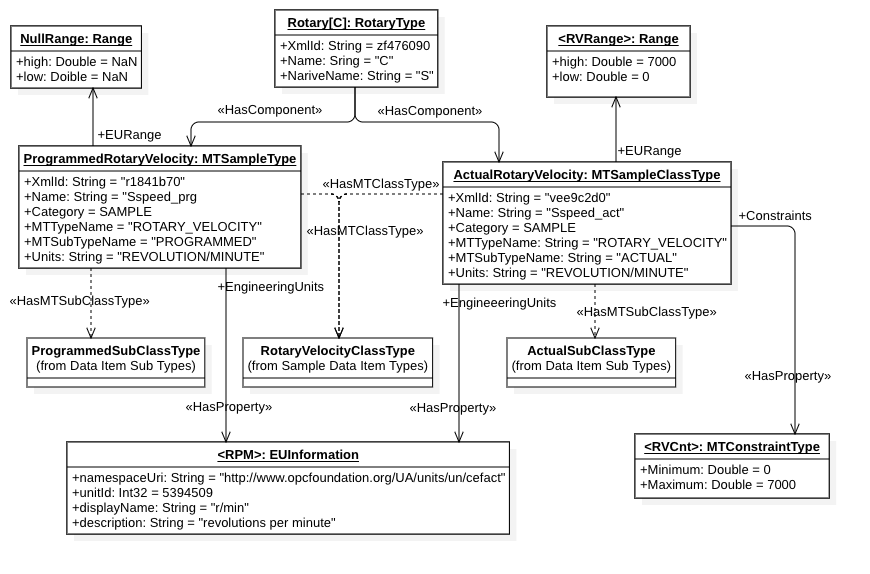 NullRange: Range
+high: Double = NaN
+low: Doible = NaN
Rotary[C]: RotaryType
+XmlId: String = zf476090
+Name: Sring = "C"
+NariveName: String = "S"
<RVRange>: Range
+high: Double = 7000
+low: Double = 0
«HasComponent»
«HasComponent»
+EURange
+EURange
ProgrammedRotaryVelocity: MTSampleType
+XmlId: String = "r1841b70"
+Name: String = "Sspeed_prg
+Category = SAMPLE
+MTTypeName = "ROTARY_VELOCITY"
+MTSubTypeName = "PROGRAMMED"
+Units: String = "REVOLUTION/MINUTE"
«HasMTClassType»
«HasMTClassType»
ActualRotaryVelocity: MTSampleClassType
+XmlId: String = "vee9c2d0"
+Name: String = "Sspeed_act"
+Category = SAMPLE
+MTTypeName: String = "ROTARY_VELOCITY"
+MTSubTypeName: String = "ACTUAL"
+Units: String = "REVOLUTION/MINUTE"
+Constraints
+EngineeringUnits
«HasMTSubClassType»
+EngineeeringUnits
«HasMTSubClassType»
ProgrammedSubClassType
(from Data Item Sub Types)
RotaryVelocityClassType
(from Sample Data Item Types)
ActualSubClassType
(from Data Item Sub Types)
«HasProperty»
«HasProperty»
«HasProperty»
<RPM>: EUInformation
+namespaceUri: String = "http://www.opcfoundation.org/UA/units/un/cefact"
+unitId: Int32 = 5394509
+displayName: String = "r/min"
+description: String = "revolutions per minute"
<RVCnt>: MTConstraintType
+Minimum: Double = 0
+Maximum: Double = 7000